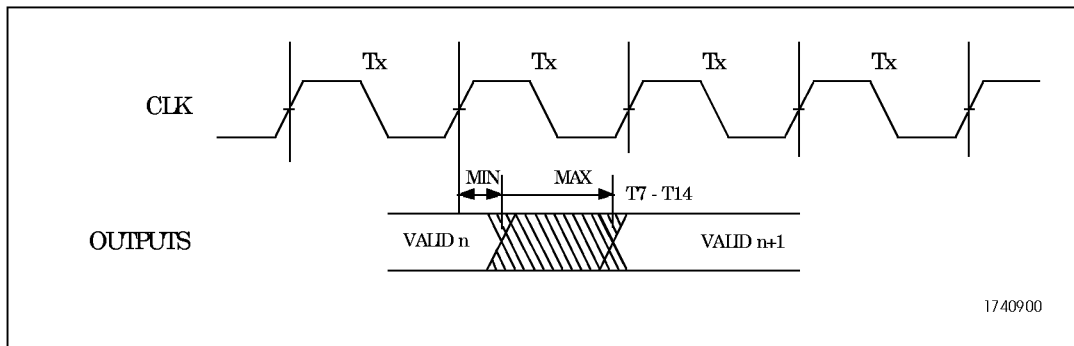 Tx Tx Tx Tx
CLK
MIN MAX T7 - T14
OUTPUTS VALID n VALID n+1
1740900